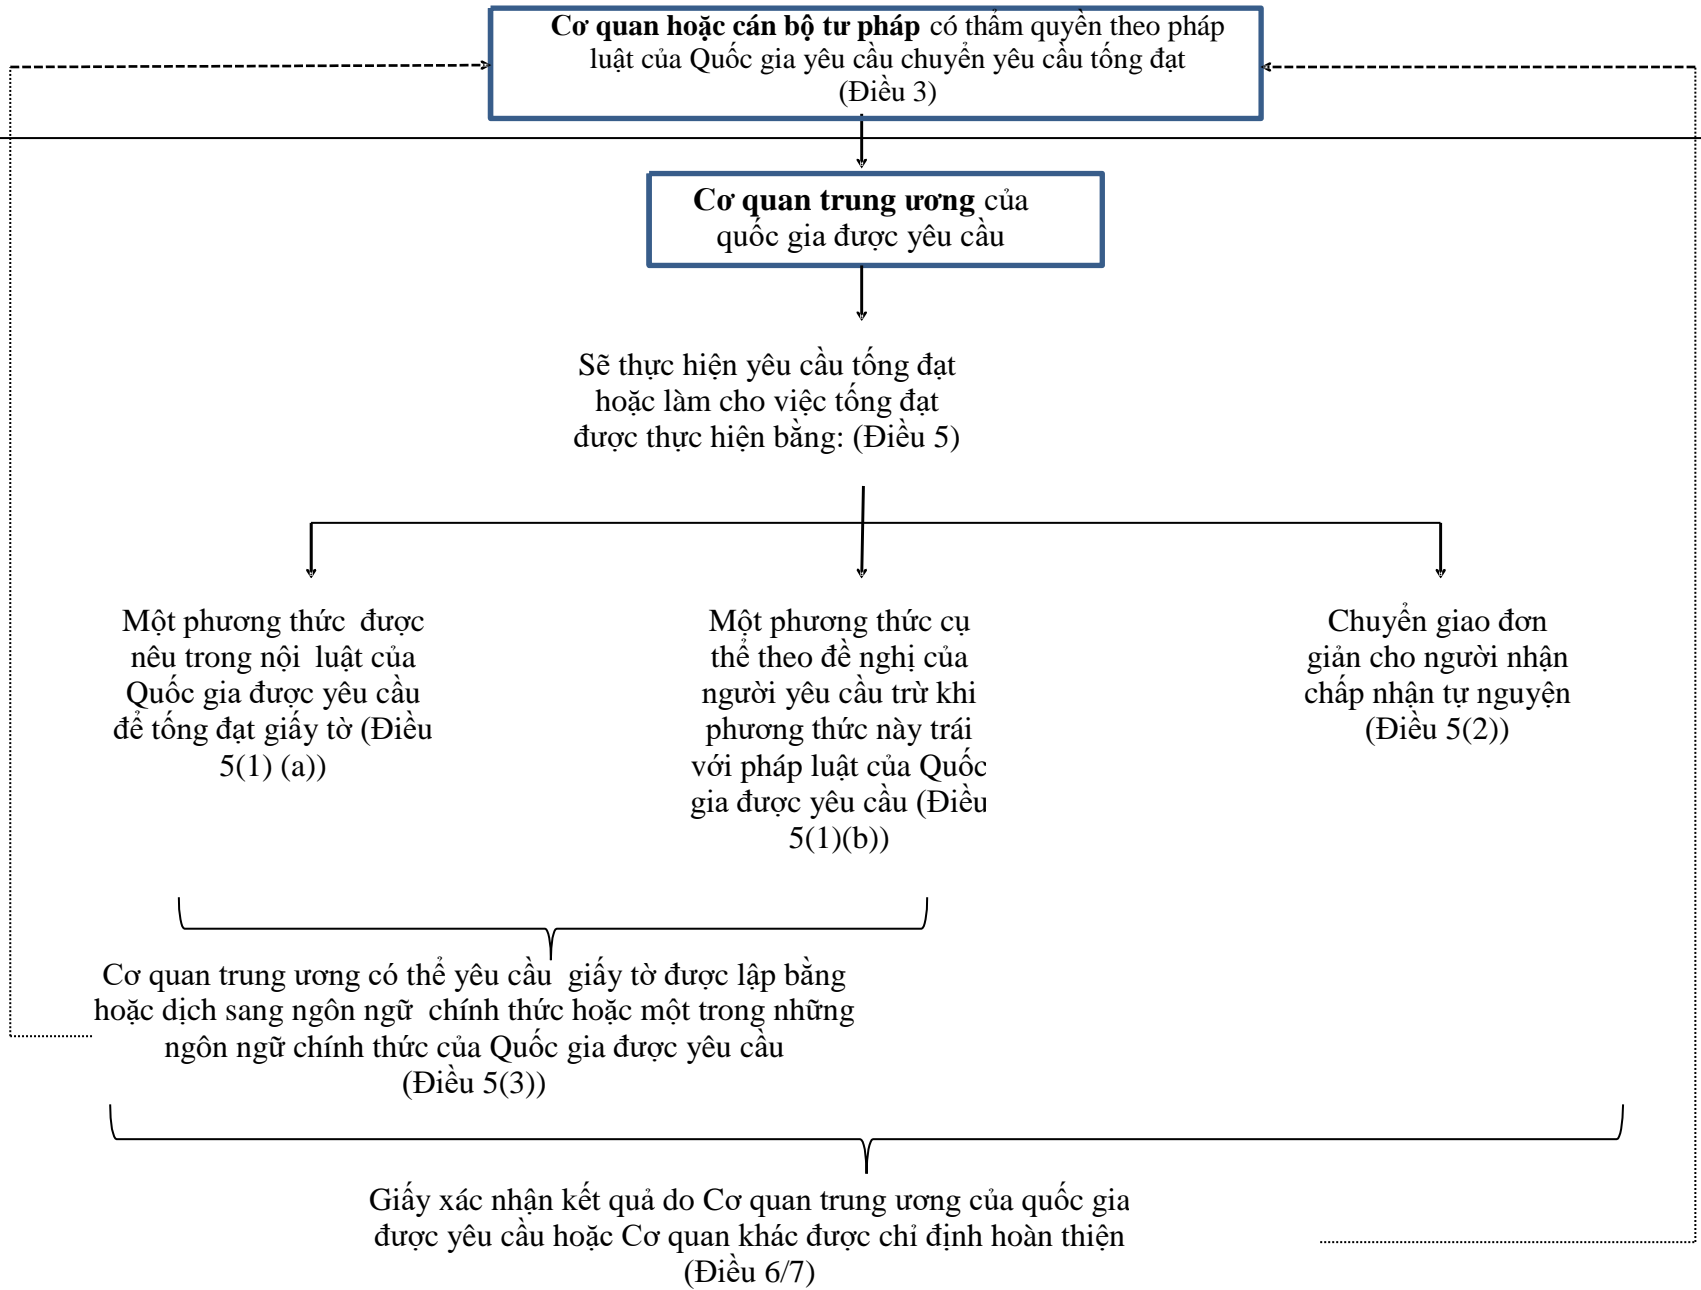 Cơ quan hoặc cán bộ tư pháp có thẩm quyền theo pháp
luật của Quốc gia yêu cầu chuyển yêu cầu tống đạt
(Điều 3)
Cơ quan trung ương của
quốc gia được yêu cầu
Sẽ thực hiện yêu cầu tống đạt
hoặc làm cho việc tống đạt
được thực hiện bằng: (Điều 5)
Một phương thức được
nêu trong nội luật của
Quốc gia được yêu cầu
để tống đạt giấy tờ (Điều
5(1) (a))
Một phương thức cụ
thể theo đề nghị của
người yêu cầu trừ khi
phương thức này trái
với pháp luật của Quốc
gia được yêu cầu (Điều
5(1)(b))
Chuyển giao đơn
giản cho người nhận
chấp nhận tự nguyện
(Điều 5(2))
Cơ quan trung ương có thể yêu cầu giấy tờ được lập bằng
hoặc dịch sang ngôn ngữ chính thức hoặc một trong những
ngôn ngữ chính thức của Quốc gia được yêu cầu
(Điều 5(3))
Giấy xác nhận kết quả do Cơ quan trung ương của quốc gia
được yêu cầu hoặc Cơ quan khác được chỉ định hoàn thiện
(Điều 6/7)